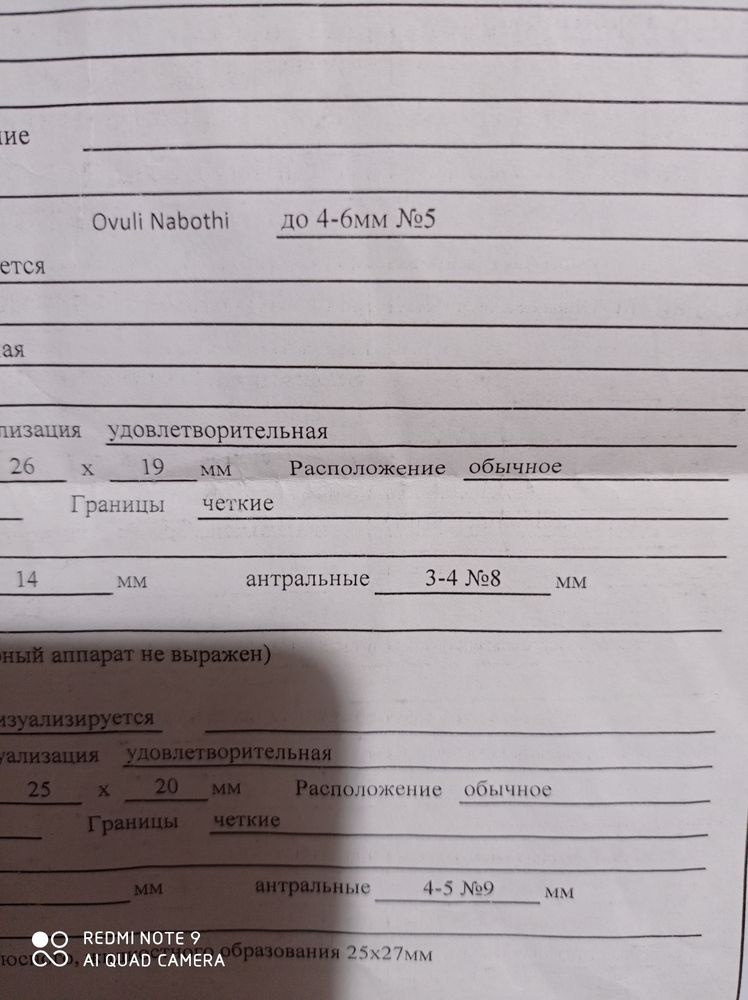 ние
Ovuli Nabothi до 4-6мм №5
ется
ая
лизация удовлетворительная
26 х 19 мм Расположение обычное
Границы четкие
14 мм антральные 3-4 №8 мм
ный аппарат не выражен)
изуализируется
уализация удовлетворительная
25 х 20 мм Расположение обычное
Границы четкие
мм антральные 4-5 №9 мм
образования 25х27мм
REDMI NOTE 9
AI QUAD CAMERA